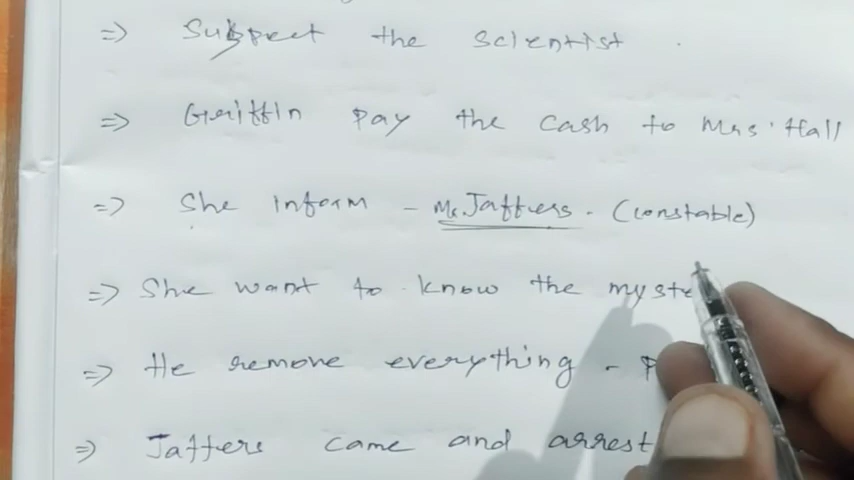 => Suspect the scientist.
=> Griffin pay the cash to Mrs. Hall
=> She inform - Mr. Jaffers. (constable)
=> She want to know the myste
=> He remove everything -
=> Jaffers came and arrest